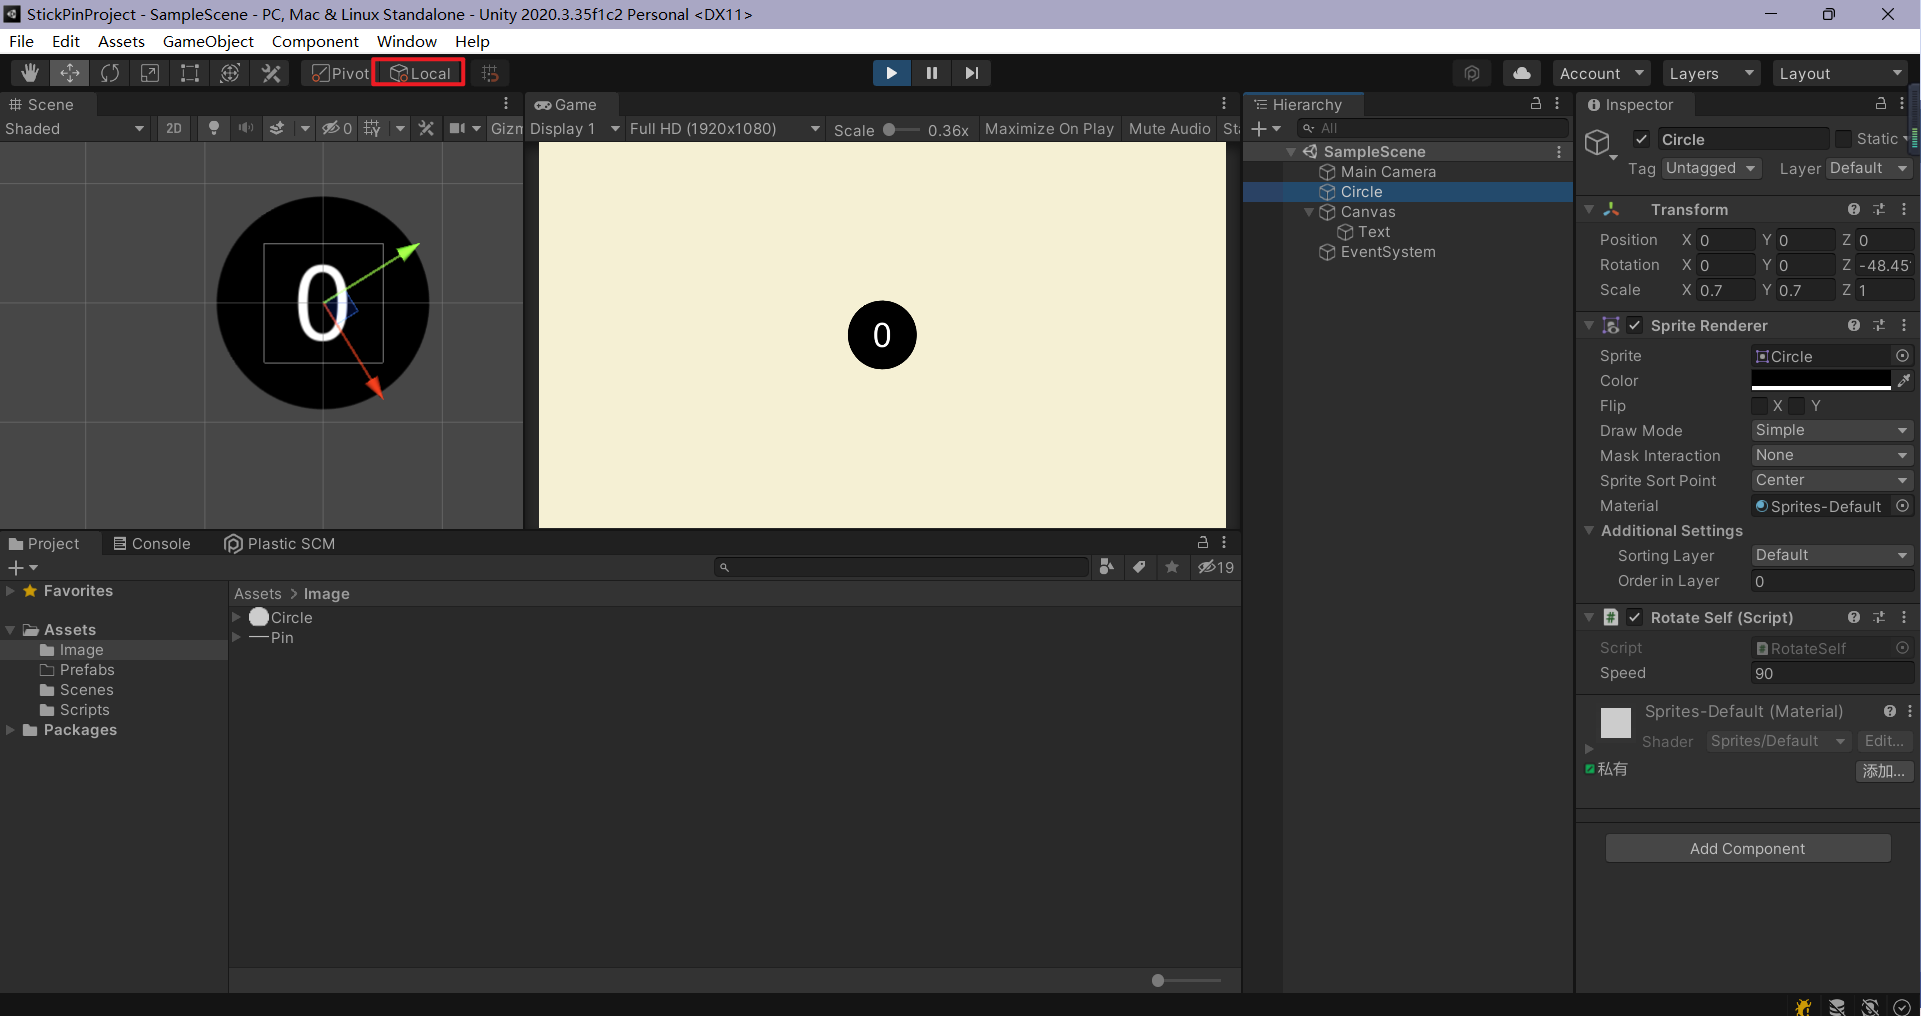 StickPinProject - SampleScene - PC, Mac & Linux Standalone - Unity 2020.3.35f1c2 Personal <DX11>
File Edit Assets GameObject Component Window Help
Pivot Local Account Layers Layout
Scene
Shaded 2D 0 Gizm
0
Game
Display 1 Full HD (1920x1080) Scale 0.36x Maximize On Play Mute Audio Sta
0
Hierarchy
All
SampleScene
Main Camera
Circle
Canvas
Text
EventSystem
Inspector
Circle Static
Tag Untagged Layer Default
Transform
Position X 0 Y 0 Z 0
Rotation X 0 Y 0 Z -48.45
Scale X 0.7 Y 0.7 Z 1
Sprite Renderer
Sprite Circle
Color
Flip X Y
Draw Mode Simple
Mask Interaction None
Sprite Sort Point Center
Material Sprites-Default
Additional Settings
Sorting Layer Default
Order in Layer 0
Rotate Self (Script)
Script RotateSelf
Speed 90
Sprites-Default (Material)
Shader Sprites/Default Edit...
私有 添加...
Add Component
Project Console Plastic SCM
19
Favorites
Assets
Image
Prefabs
Scenes
Scripts
Packages
Assets > Image
Circle
Pin